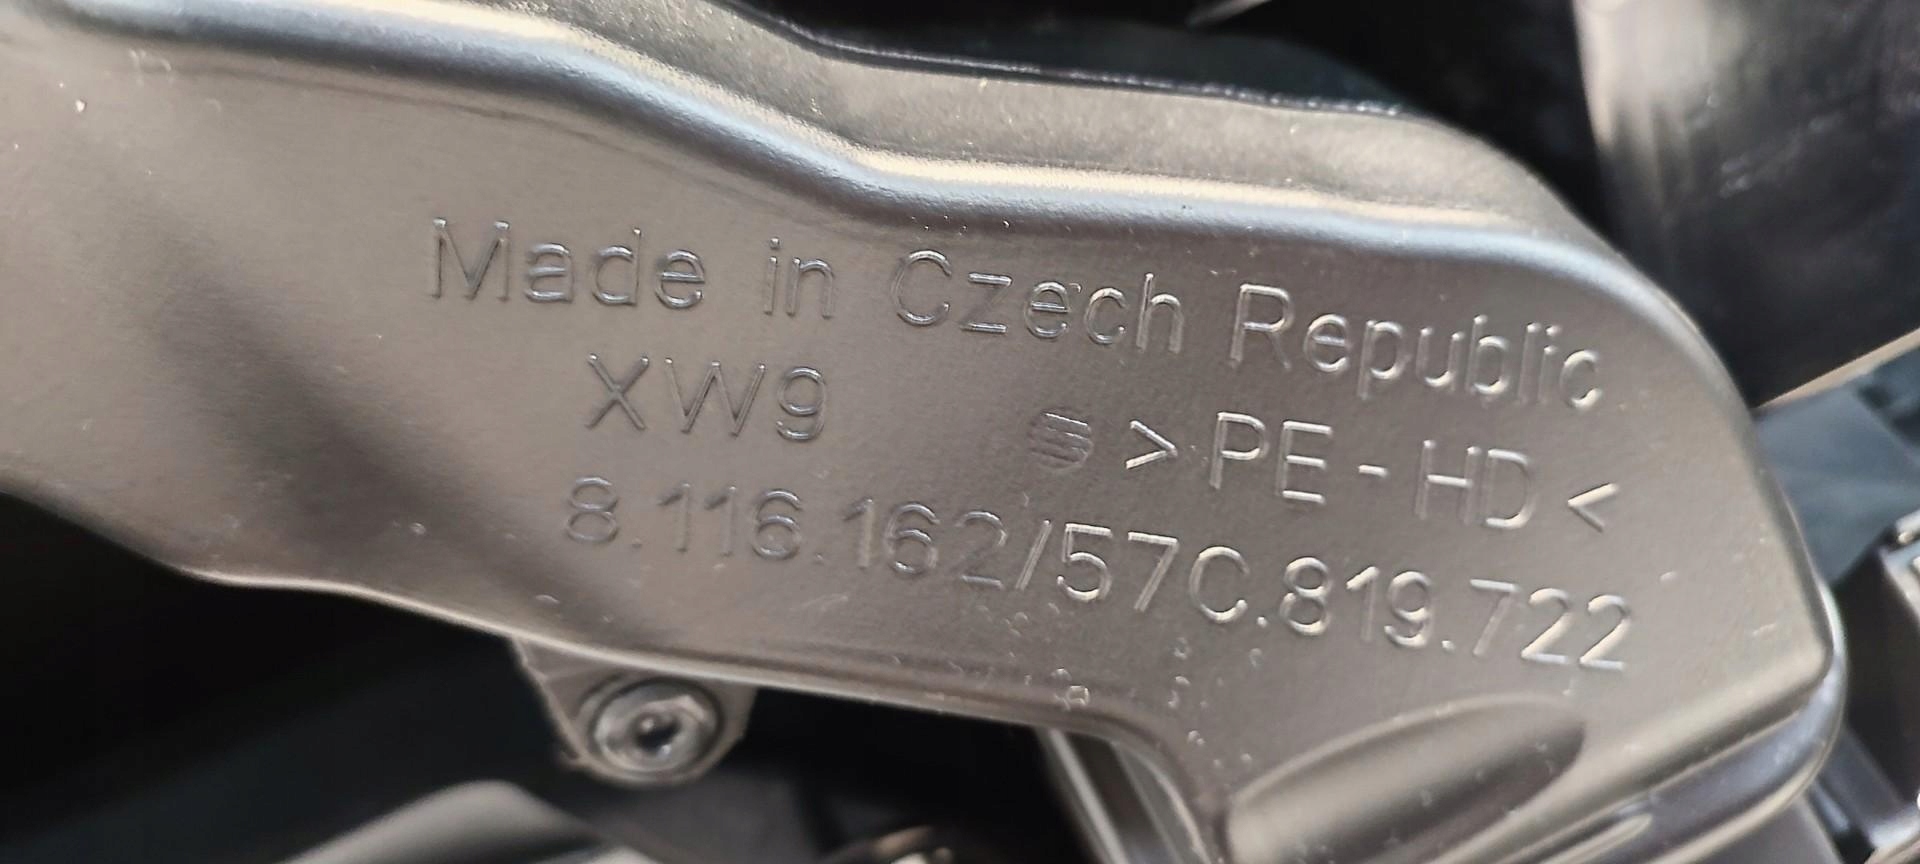 Made in Czech Republic
XW9 > PE - HD <
8.116.162/57C.819.722